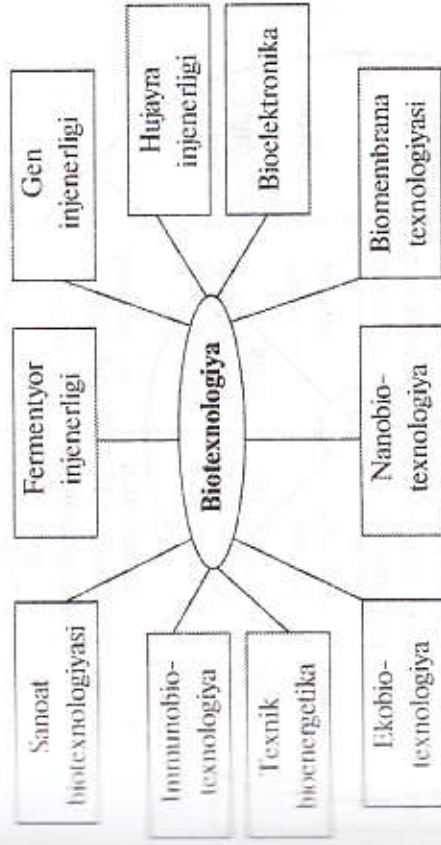 Sanoat
biotexnologiyasi
Fermentyor
injenerligi
Gen
injenerligi
Immunobio-
texnologiya
Hujayra
injenerligi
Biotexnologiya
Texnik
bioenergetika
Bioelektronika
Ekobio-
texnologiya
Nanobio-
texnologiya
Biomembrana
texnologiyasi